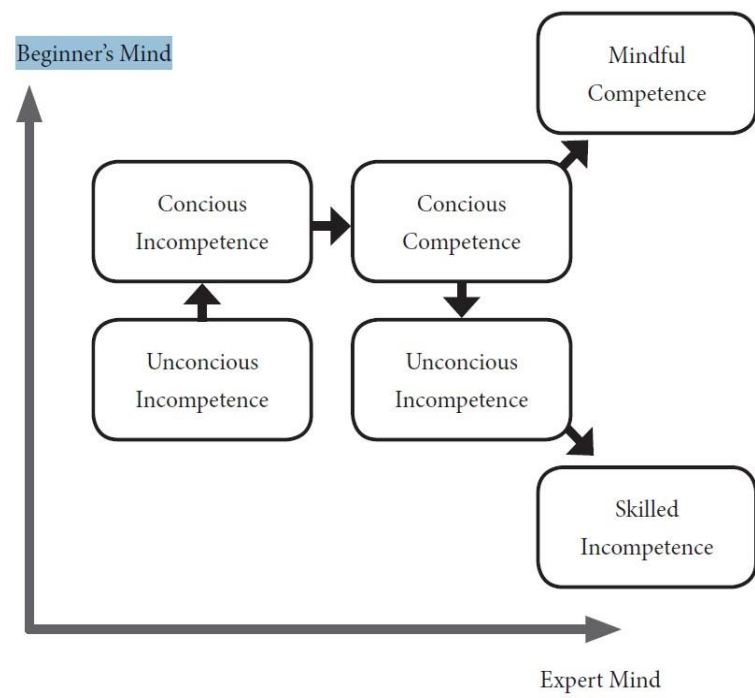 Beginner's Mind
Mindful
Competence
Concious
Incompetence
Concious
Competence
Unconcious
Incompetence
Unconcious
Incompetence
Skilled
Incompetence
Expert Mind